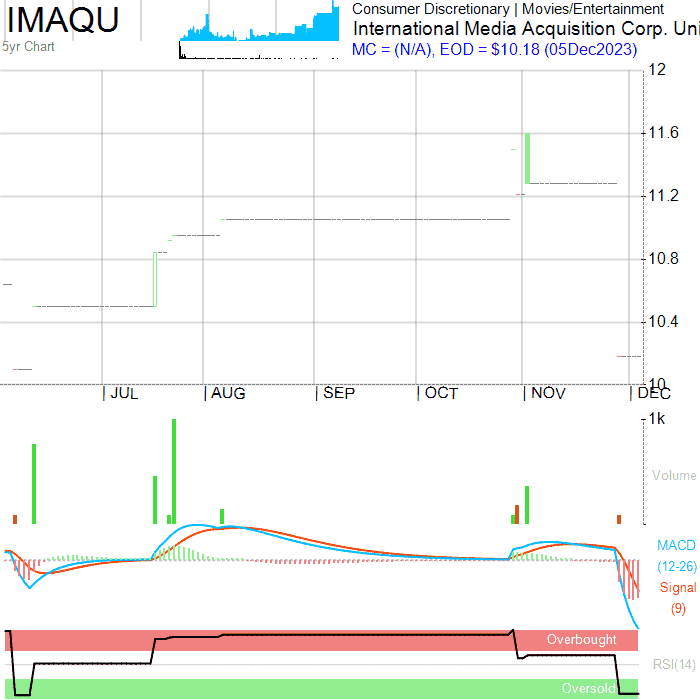 IMAQU
5yr Chart
Consumer Discretionary | Movies/Entertainment
International Media Acquisition Corp. Uni
MC = (N/A), EOD = $10.18 (05Dec2023)
12
11.6
11.2
10.8
10.4
10
| JUL | AUG | SEP | OCT | NOV | DEC
1k
Volume
MACD
(12-26)
Signal
(9)
Overbought
RSI(14)
Oversold